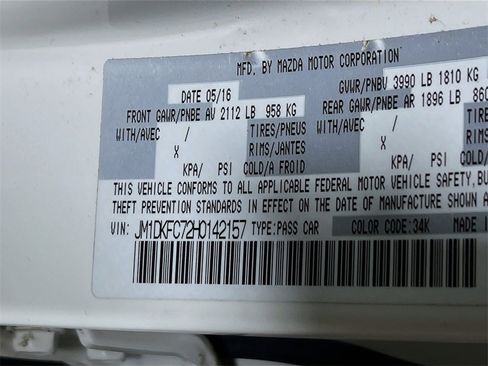 MFD. BY MAZDA MOTOR CORPORATION
DATE 05/16 GVWR/PNBV 3990 LB 1810 KG
FRONT GAWR/PNBE AV 2112 LB 958 KG REAR GAWR/PNBE AR 1896 LB 860
WITH/AVEC / TIRES/PNEUS WITH/AVEC /
X RIMS/JANTES X
KPA/ PSI COLD/A FROID KPA/ PSI COLD/A
THIS VEHICLE CONFORMS TO ALL APPLICABLE FEDERAL MOTOR VEHICLE SAFETY, BU
THEFT PREVENTION STANDARDS IN EFFECT ON THE DATE OF MANUFACTURE SHOWN
VIN: JM1DKFC72H0142157 TYPE:PASS CAR COLOR CODE:34K MADE I